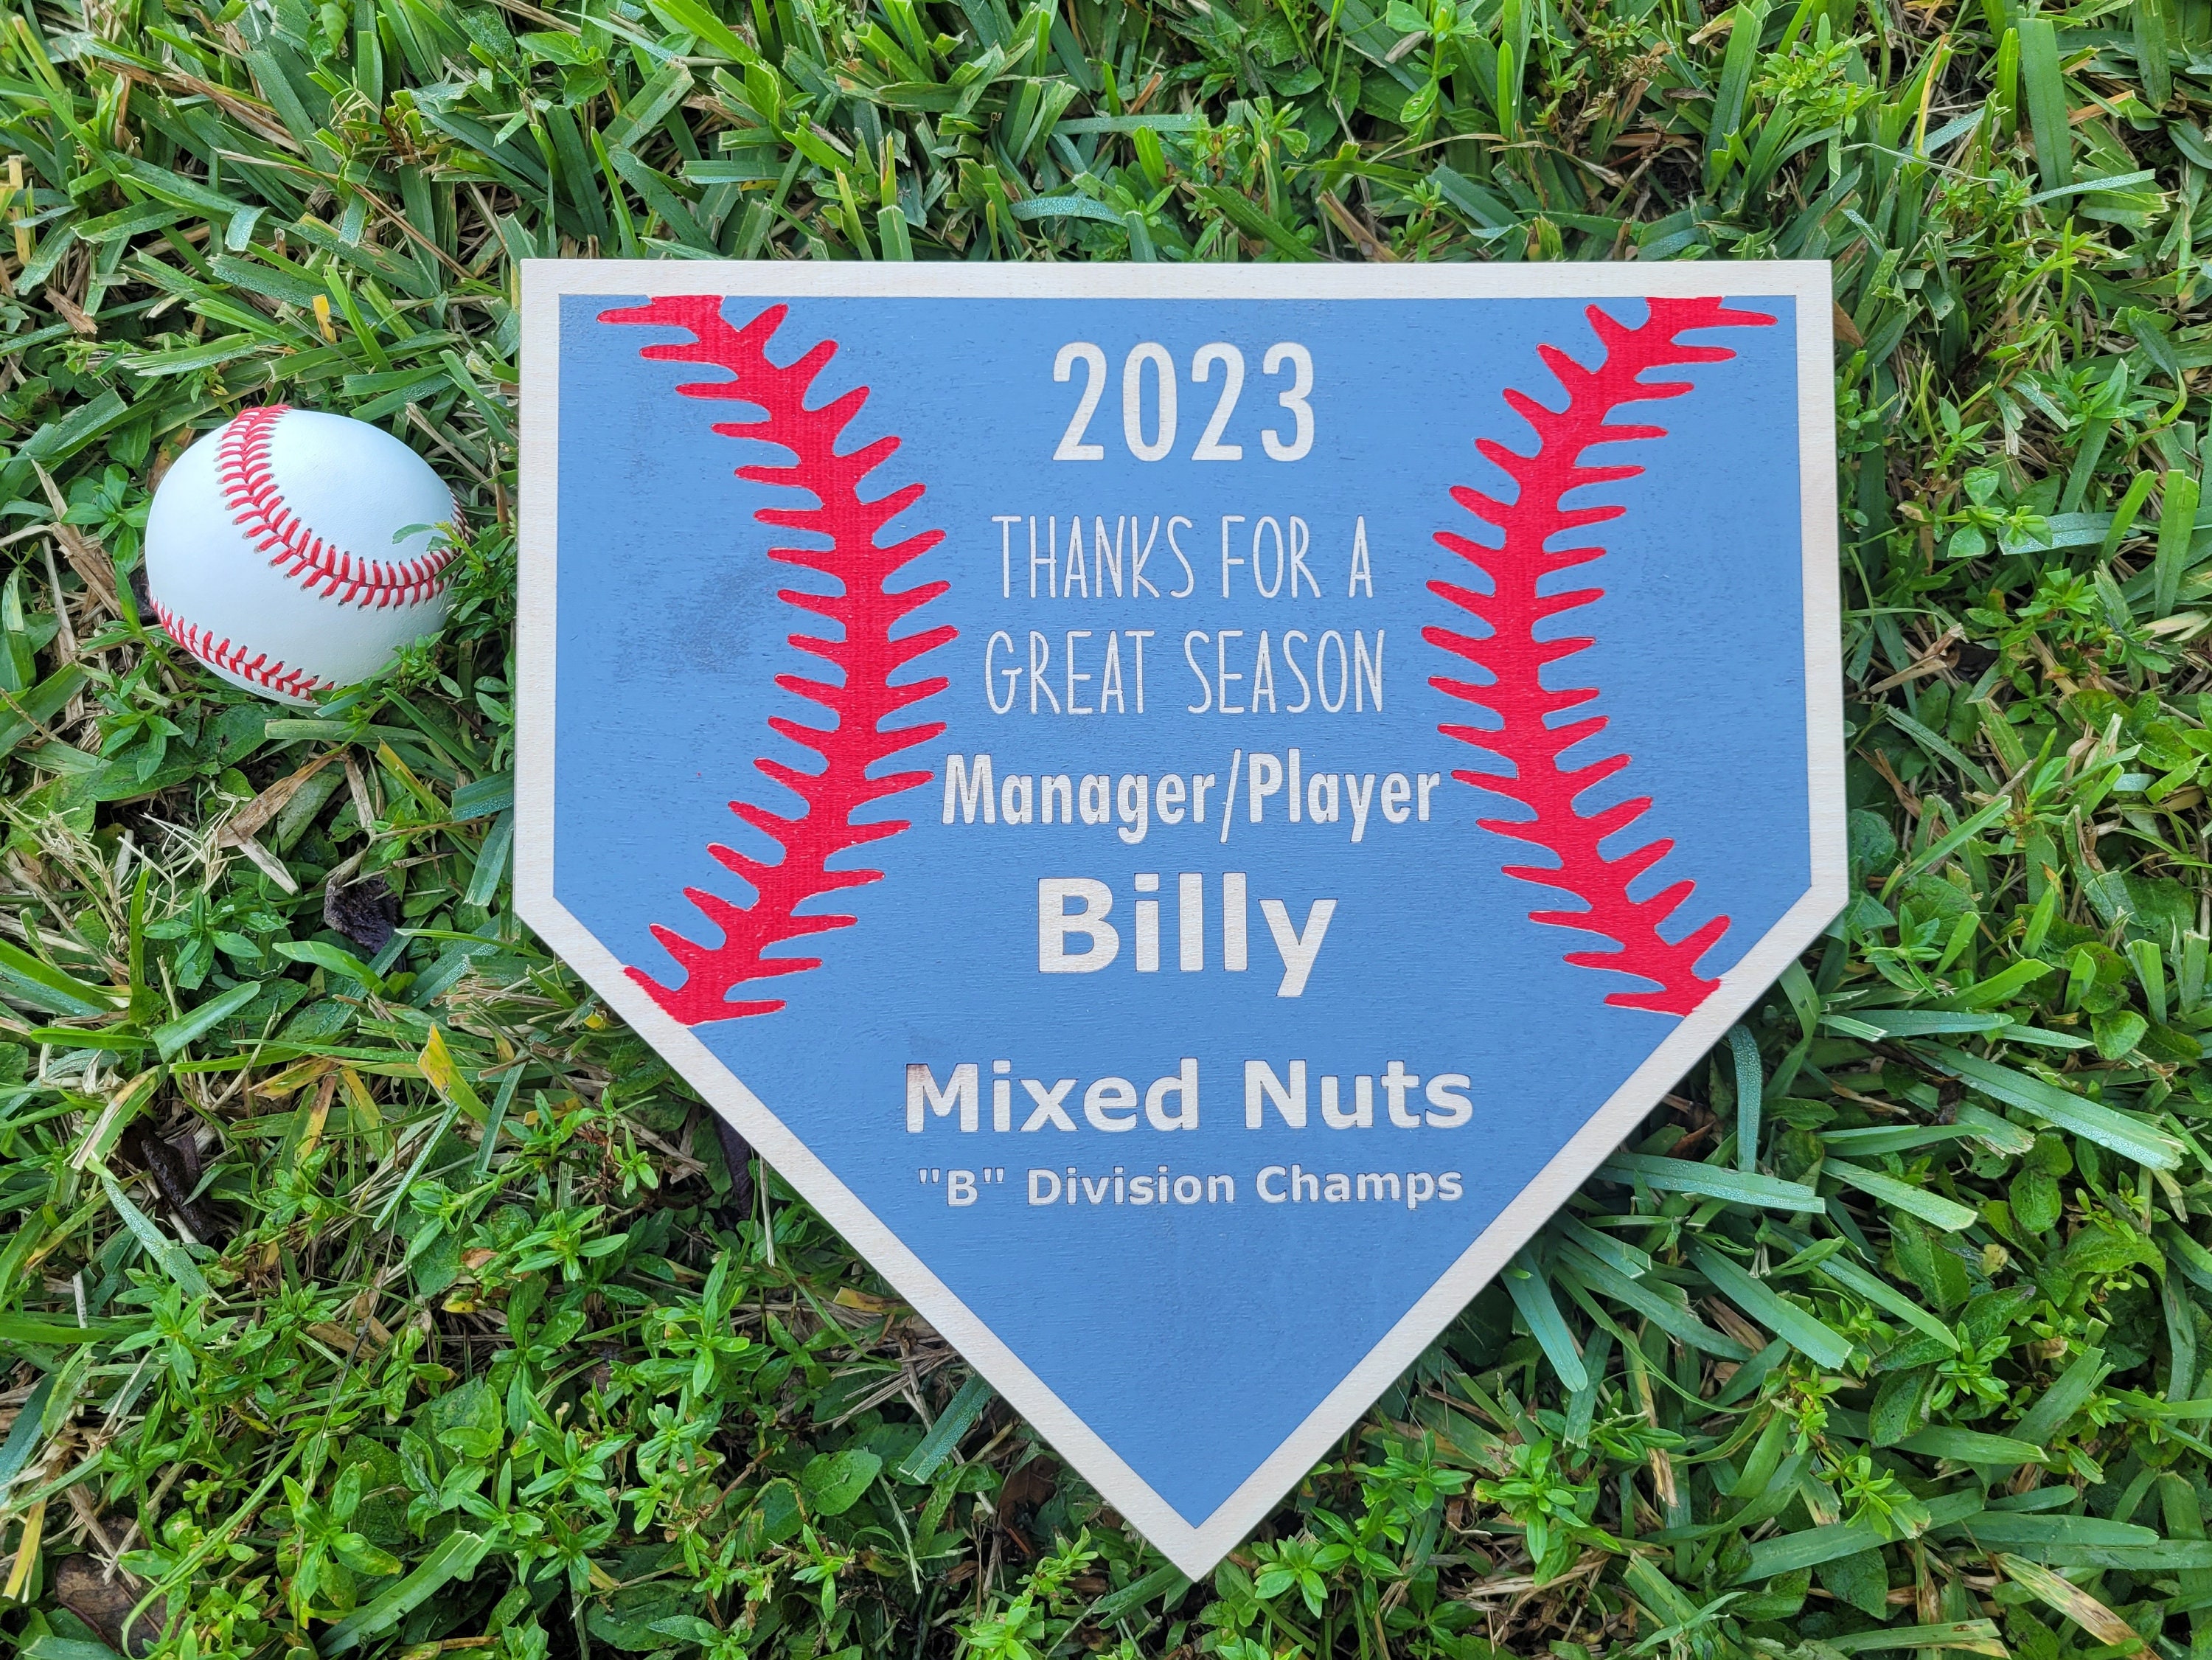 2023
THANKS FOR A
GREAT SEASON
Manager/Player
Billy
Mixed Nuts
"B" Division Champs